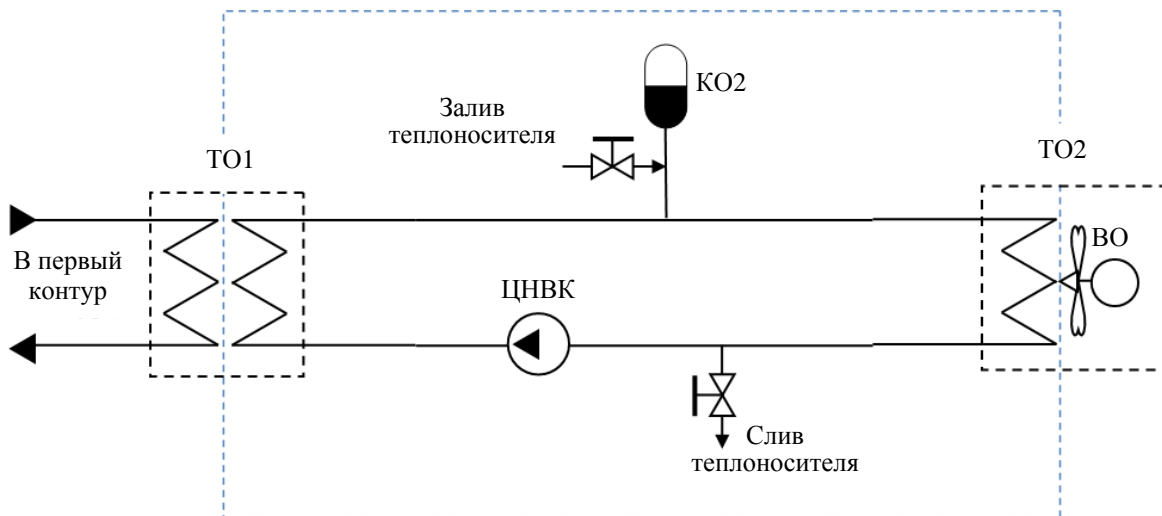 КО2
Залив
теплоносителя
ТО1
ТО2
ВО
В первый
контур
ЦНВК
Слив
теплоносителя